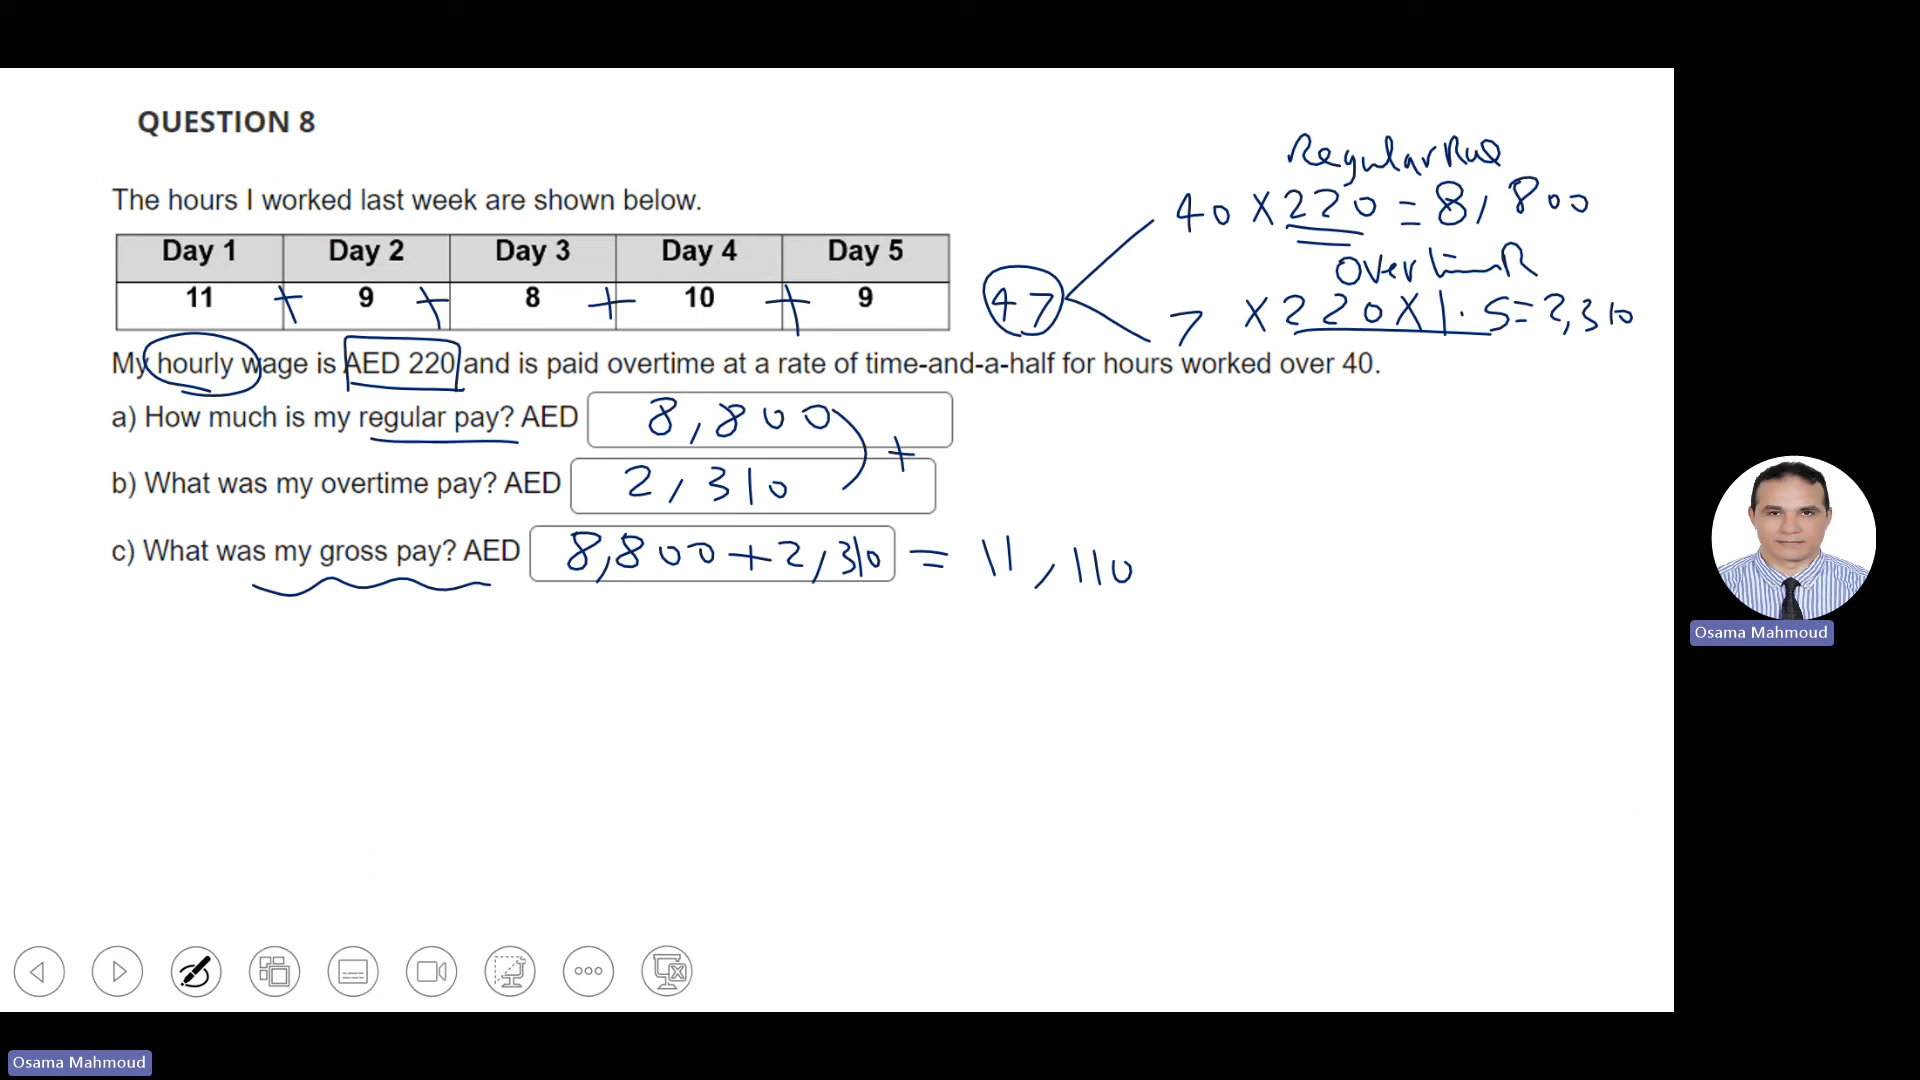 QUESTION 8
The hours I worked last week are shown below.
Day 1 Day 2 Day 3 Day 4 Day 5
11 + 9 + 8 + 10 + 9
47
Regular
40 X 220 = 8,800
Overtime R
7 X 220 X 1.5 = 2,310
My hourly wage is AED 220 and is paid overtime at a rate of time-and-a-half for hours worked over 40.
a) How much is my regular pay? AED 8,800
+
b) What was my overtime pay? AED 2,310
c) What was my gross pay? AED 8,800 + 2,310 = 11,110
Osama Mahmoud
Osama Mahmoud